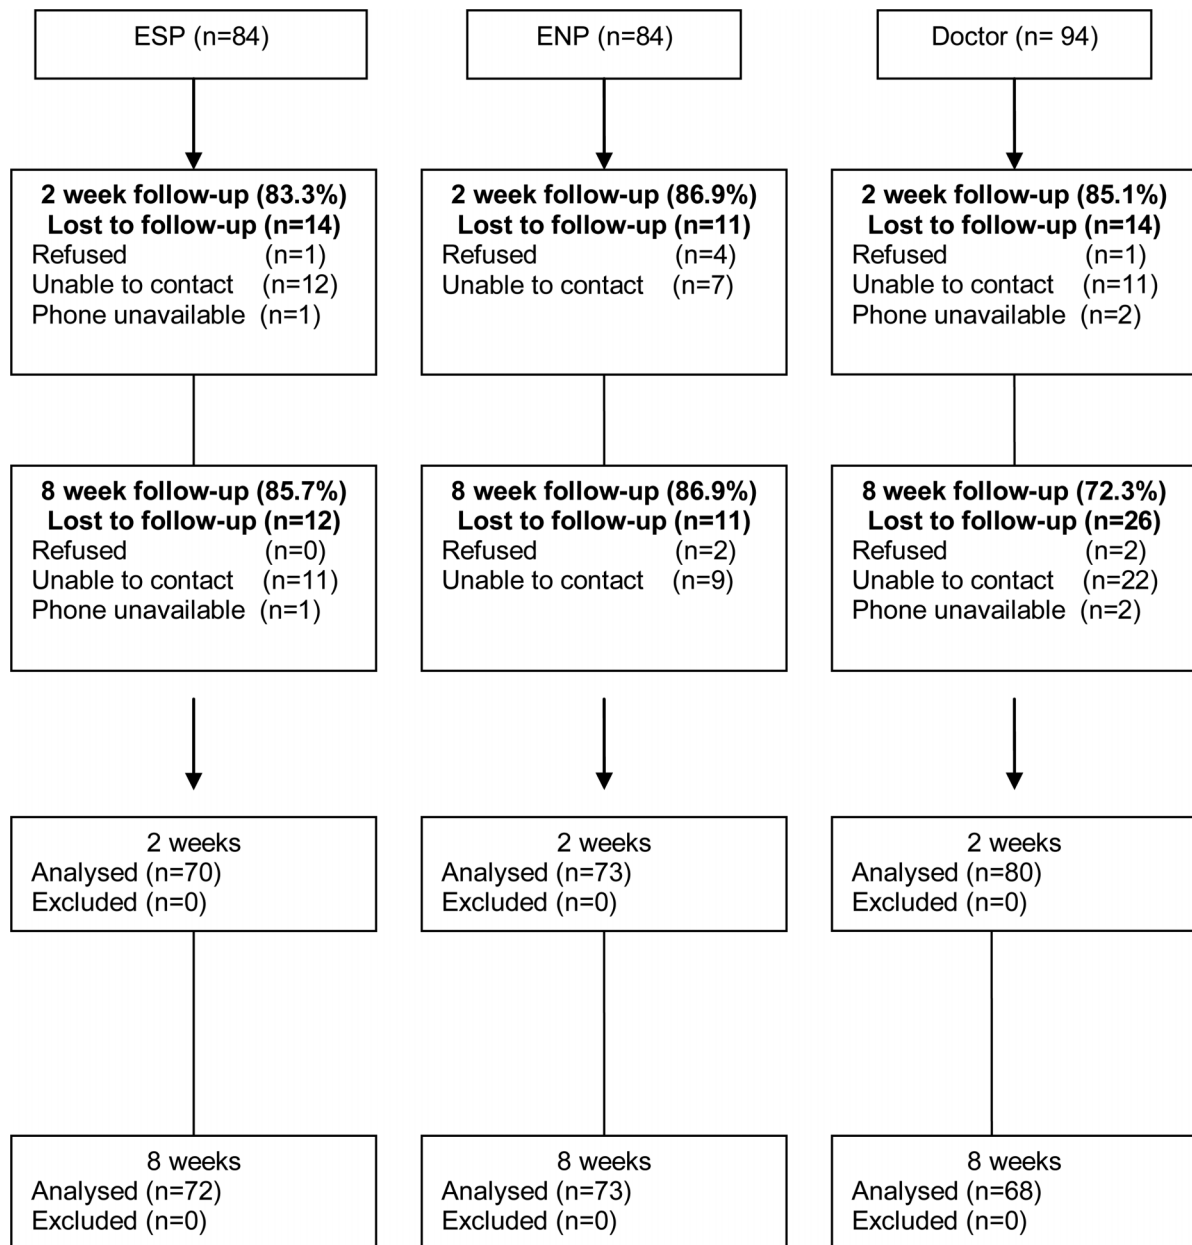 ESP (n=84)
ENP (n=84)
Doctor (n= 94)
2 week follow-up (83.3%)
Lost to follow-up (n=14)
Refused (n=1)
Unable to contact (n=12)
Phone unavailable (n=1)
2 week follow-up (86.9%)
Lost to follow-up (n=11)
Refused (n=4)
Unable to contact (n=7)
2 week follow-up (85.1%)
Lost to follow-up (n=14)
Refused (n=1)
Unable to contact (n=11)
Phone unavailable (n=2)
8 week follow-up (85.7%)
Lost to follow-up (n=12)
Refused (n=0)
Unable to contact (n=11)
Phone unavailable (n=1)
8 week follow-up (86.9%)
Lost to follow-up (n=11)
Refused (n=2)
Unable to contact (n=9)
8 week follow-up (72.3%)
Lost to follow-up (n=26)
Refused (n=2)
Unable to contact (n=22)
Phone unavailable (n=2)
2 weeks
Analysed (n=70)
Excluded (n=0)
2 weeks
Analysed (n=73)
Excluded (n=0)
2 weeks
Analysed (n=80)
Excluded (n=0)
8 weeks
Analysed (n=72)
Excluded (n=0)
8 weeks
Analysed (n=73)
Excluded (n=0)
8 weeks
Analysed (n=68)
Excluded (n=0)